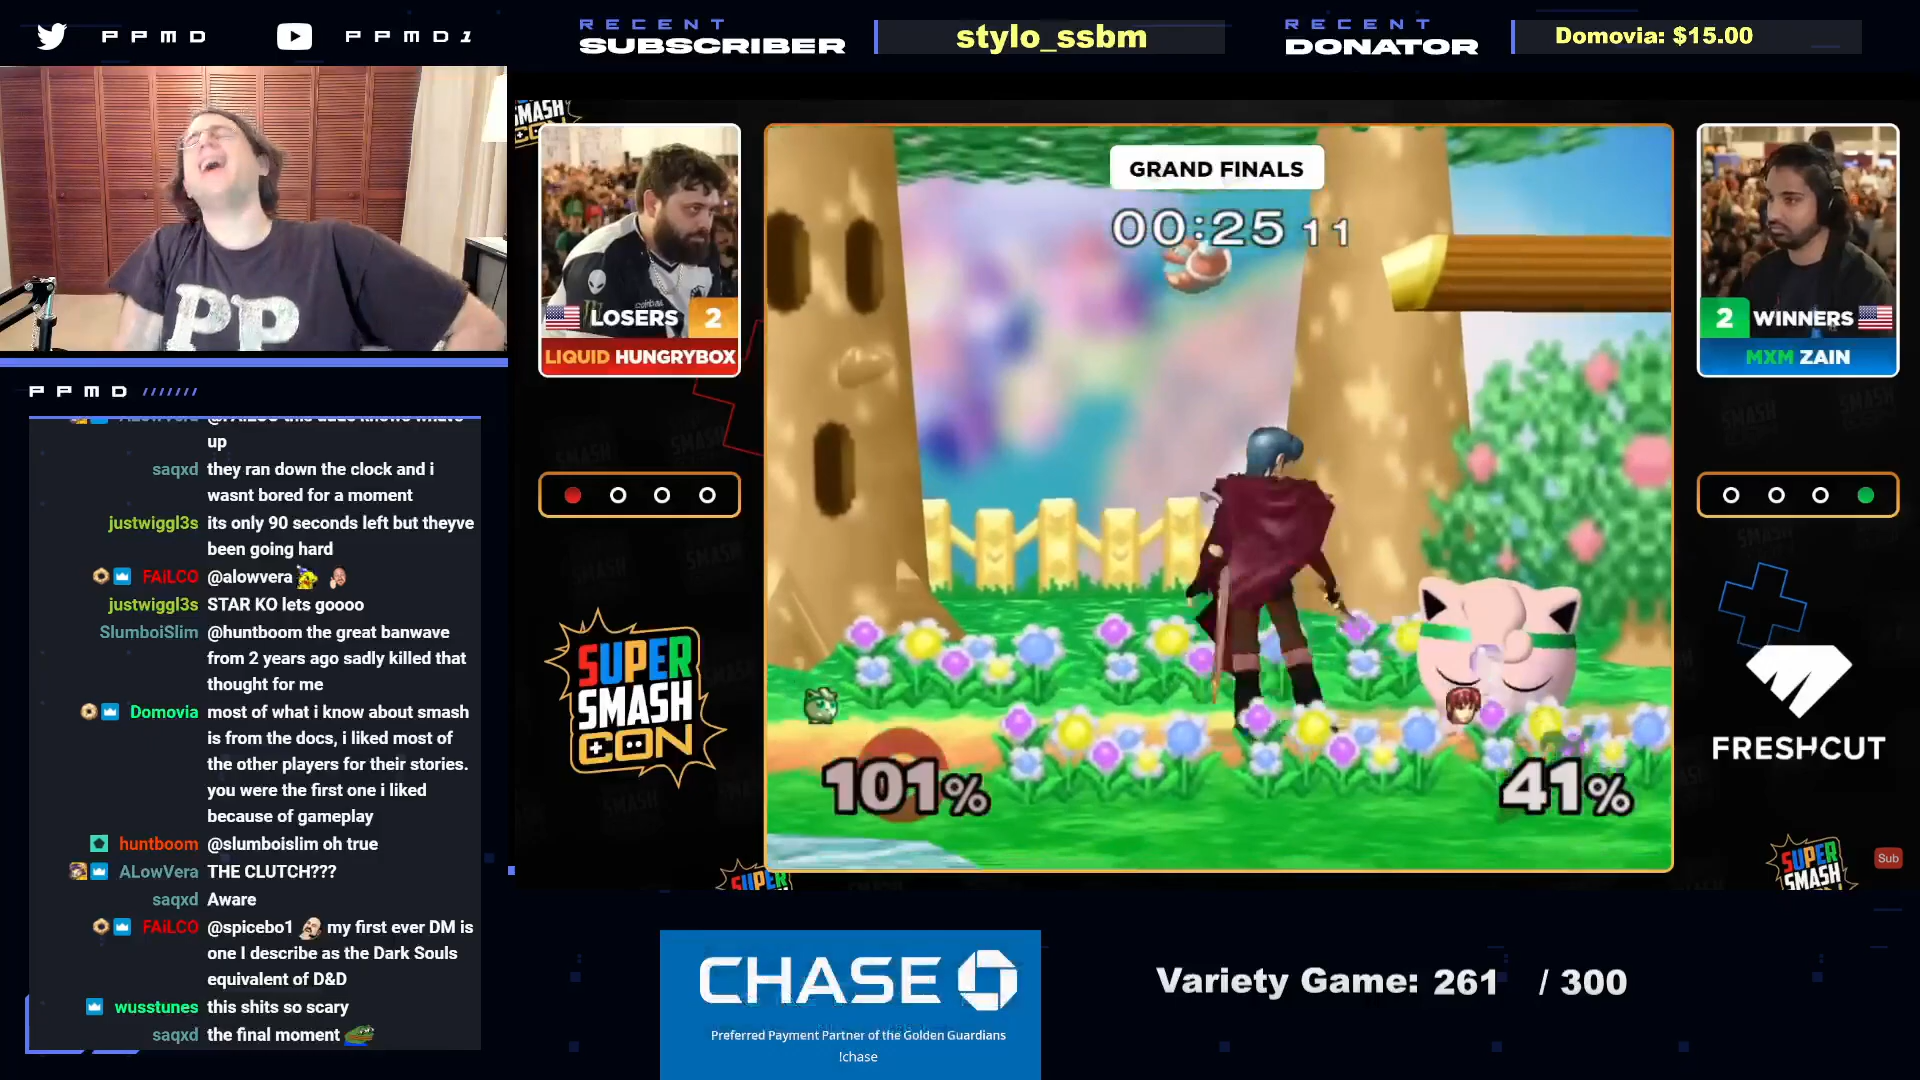 PPMD
PPMD1
RECENT
SUBSCRIBER
stylo_ssbm
RECENT
DONATOR
Domovia: $15.00
PP
PPMD ///////
up
saqxd they ran down the clock and i
wasnt bored for a moment
justwiggl3s its only 90 seconds left but theyve
been going hard
FAiLCO @alowvera
justwiggl3s STAR KO lets goooo
SlumboiSlim @huntboom the great banwave
from 2 years ago sadly killed that
thought for me
Domovia most of what i know about smash
is from the docs, i liked most of
the other players for their stories.
you were the first one i liked
because of gameplay
huntboom @slumboislim oh true
ALowVera THE CLUTCH???
saqxd Aware
FAiLCO @spicebo1 my first ever DM is
one I describe as the Dark Souls
equivalent of D&D
wusstunes this shits so scary
saqxd the final moment
SMASH
CON
LOSERS 2
LIQUID HUNGRYBOX
SUPER
SMASH
CON
GRAND FINALS
00:25 11
101%
41%
2 WINNERS
MXM ZAIN
FRESHCUT
SUPER
SUPER
SMASH
Sub
CHASE
Preferred Payment Partner of the Golden Guardians
!chase
Variety Game: 261 / 300